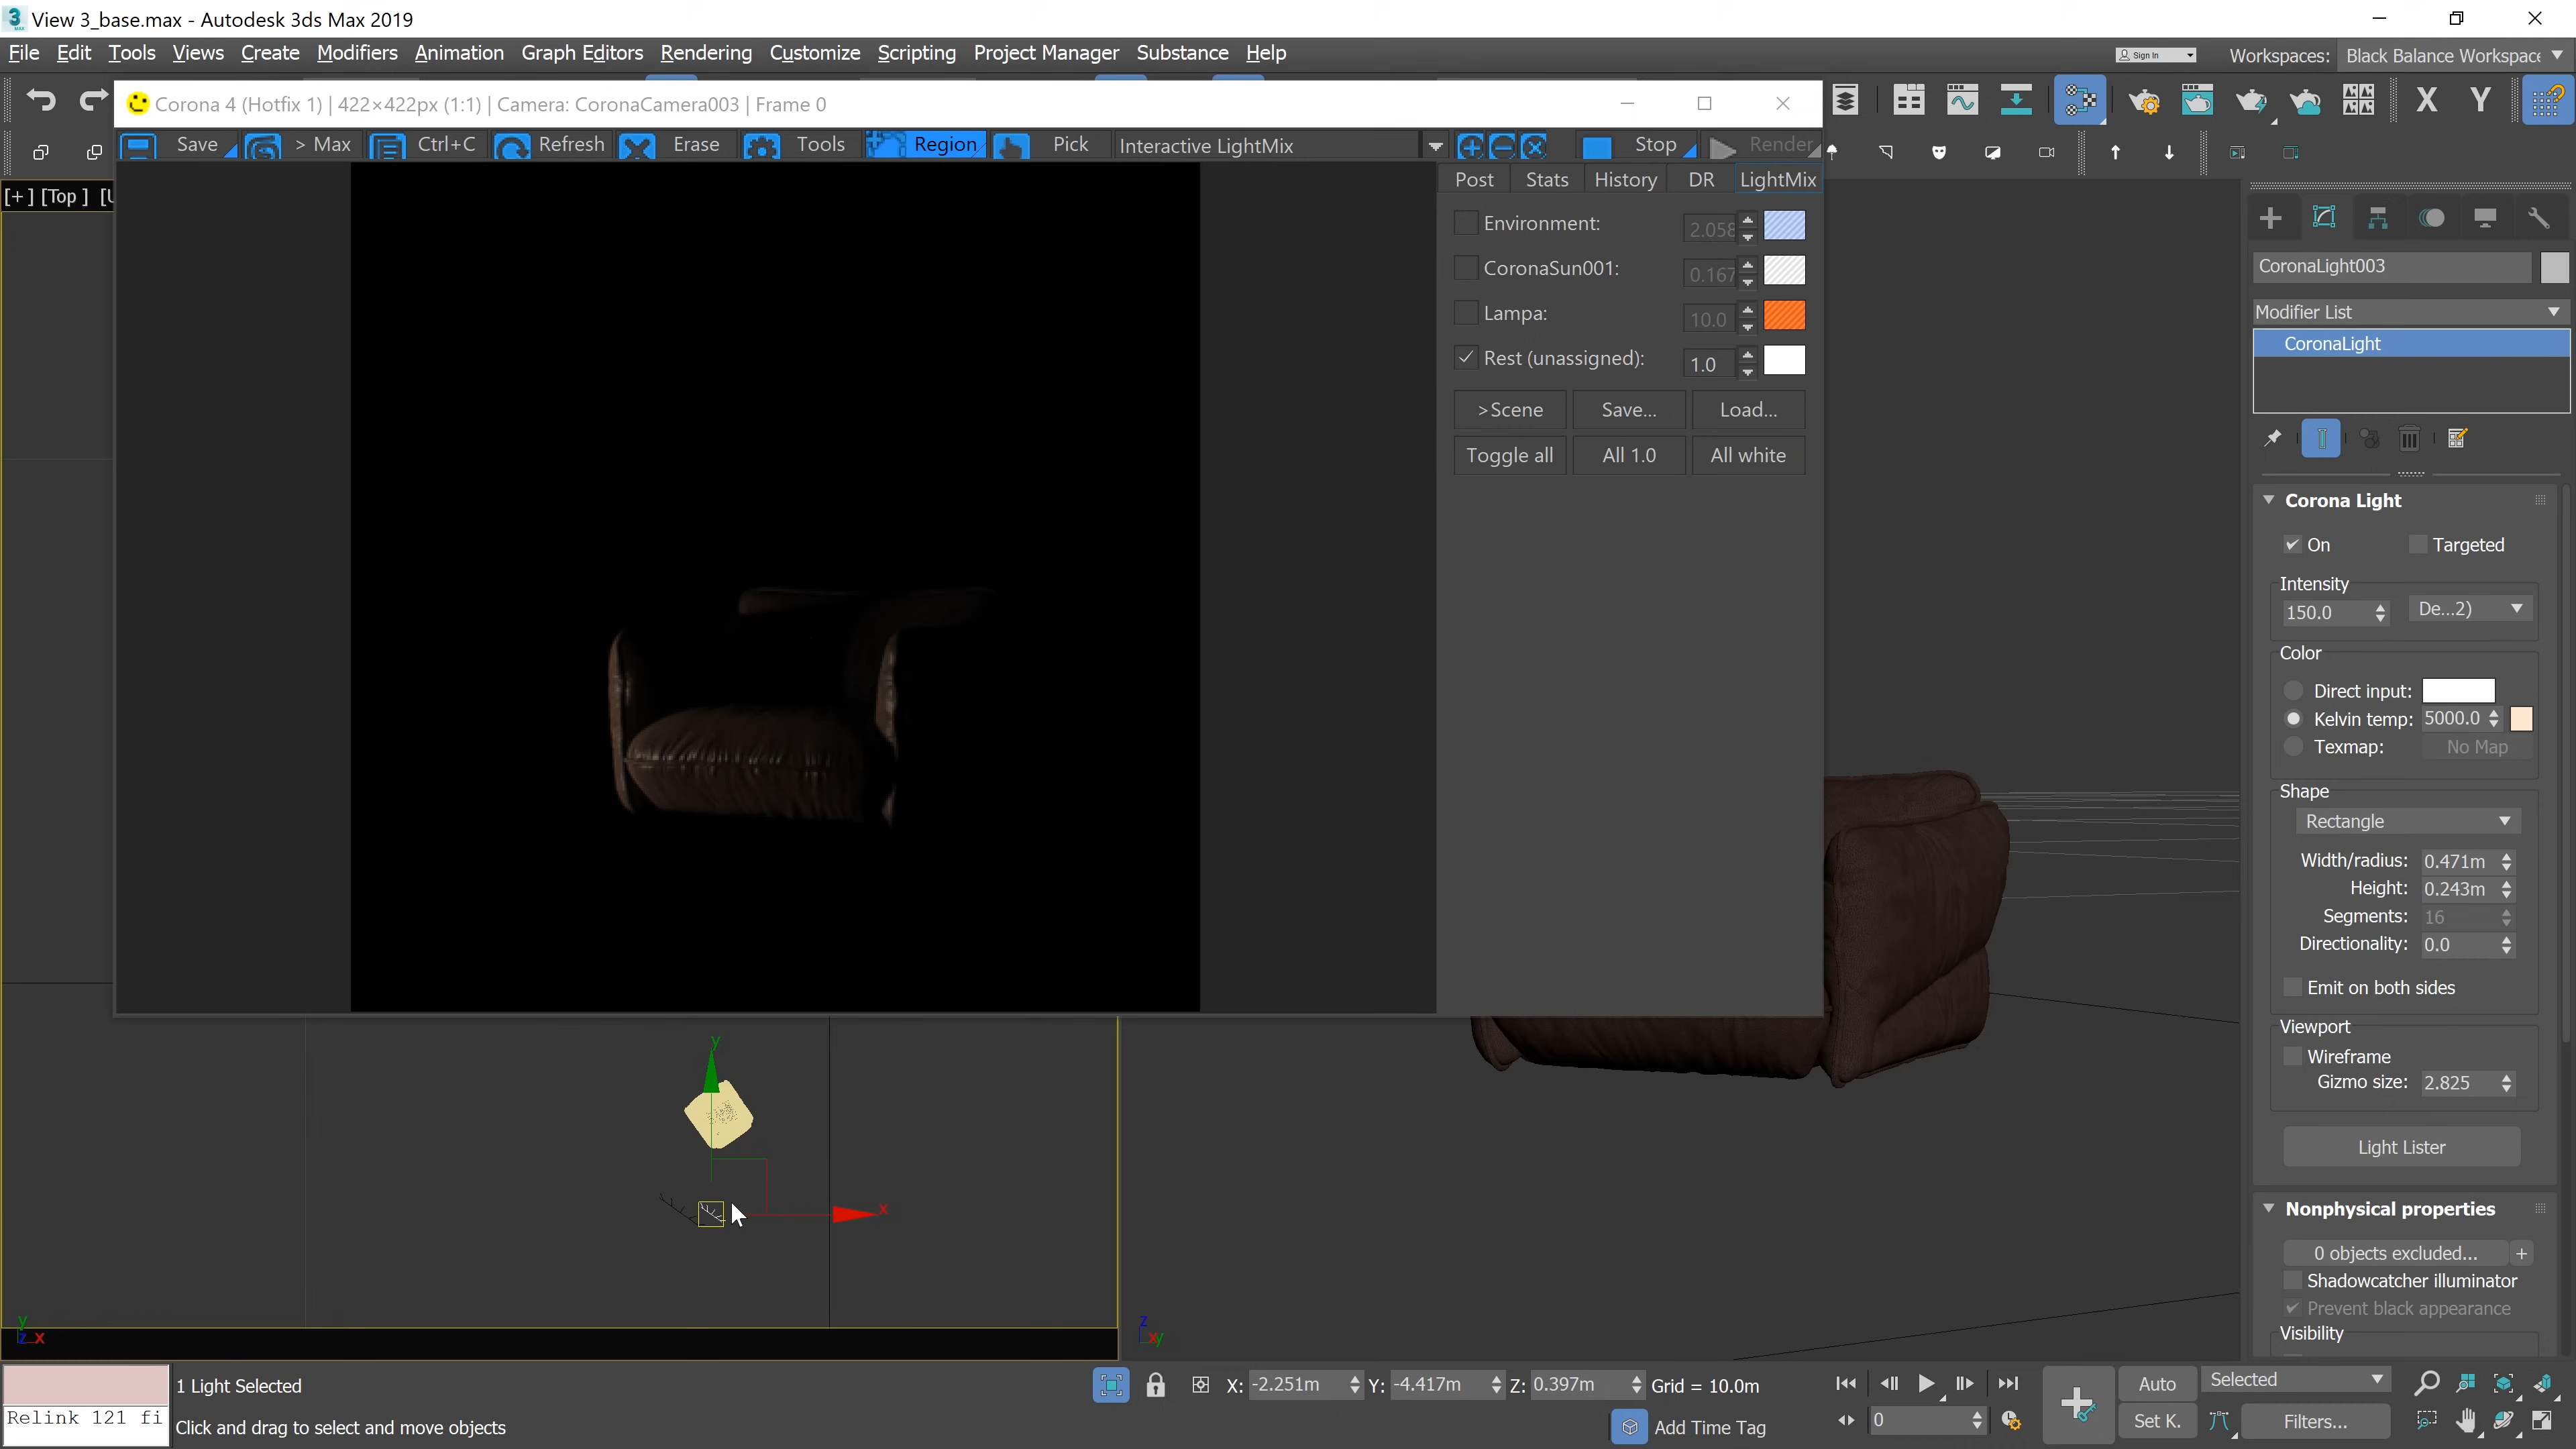 View 3_base.max - Autodesk 3ds Max 2019
File Edit Tools Views Create Modifiers Animation Graph Editors Rendering Customize Scripting Project Manager Substance Help
Sign In
Workspaces: Black Balance Workspace
Corona 4 (Hotfix 1) | 422×422px (1:1) | Camera: CoronaCamera003 | Frame 0
X Y
Save > Max Ctrl+C Refresh Erase Tools Region Pick Interactive LightMix Stop Render
[+] [Top ]
Post Stats History DR LightMix
Environment: 2.058
CoronaSun001: 0.167
Lampa: 10.0
Rest (unassigned): 1.0
>Scene Save... Load...
Toggle all All 1.0 All white
CoronaLight003
Modifier List
CoronaLight
Corona Light
On Targeted
Intensity
150.0 De...2)
Color
Direct input:
Kelvin temp: 5000.0
Texmap: No Map
Shape
Rectangle
Width/radius: 0.471m
Height: 0.243m
Segments: 16
Directionality: 0.0
Emit on both sides
Viewport
Wireframe
Gizmo size: 2.825
Light Lister
Nonphysical properties
0 objects excluded... +
Shadowcatcher illuminator
Prevent black appearance
Visibility
y
x
y
z x
z
x y
1 Light Selected
X: -2.251m Y: -4.417m Z: 0.397m Grid = 10.0m
Auto Selected
Relink 121 fi
Click and drag to select and move objects
Add Time Tag
0
Set K. Filters...